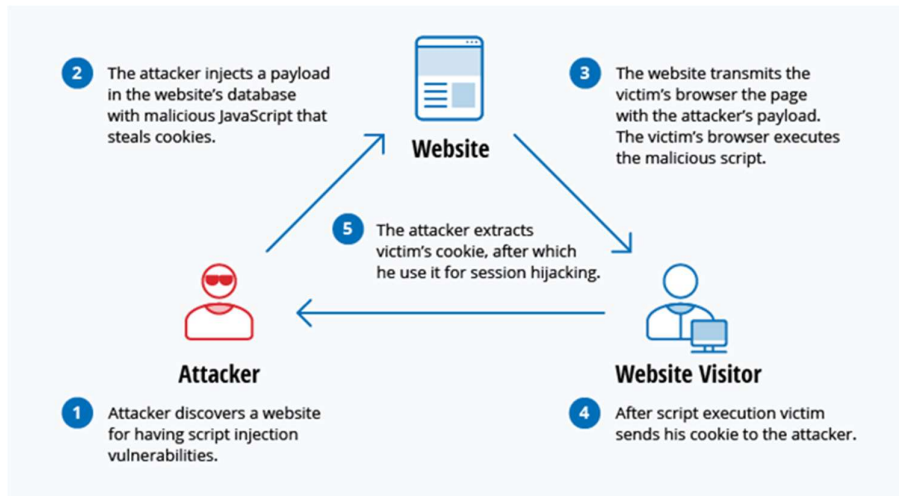 2
The attacker injects a payload
in the website's database
with malicious JavaScript that
steals cookies.
Website
3
The website transmits the
victim's browser the page
with the attacker's payload.
The victim's browser executes
the malicious script.
5
The attacker extracts
victim's cookie, after which
he use it for session hijacking.
Attacker
Website Visitor
1
Attacker discovers a website
for having script injection
vulnerabilities.
4
After script execution victim
sends his cookie to the attacker.